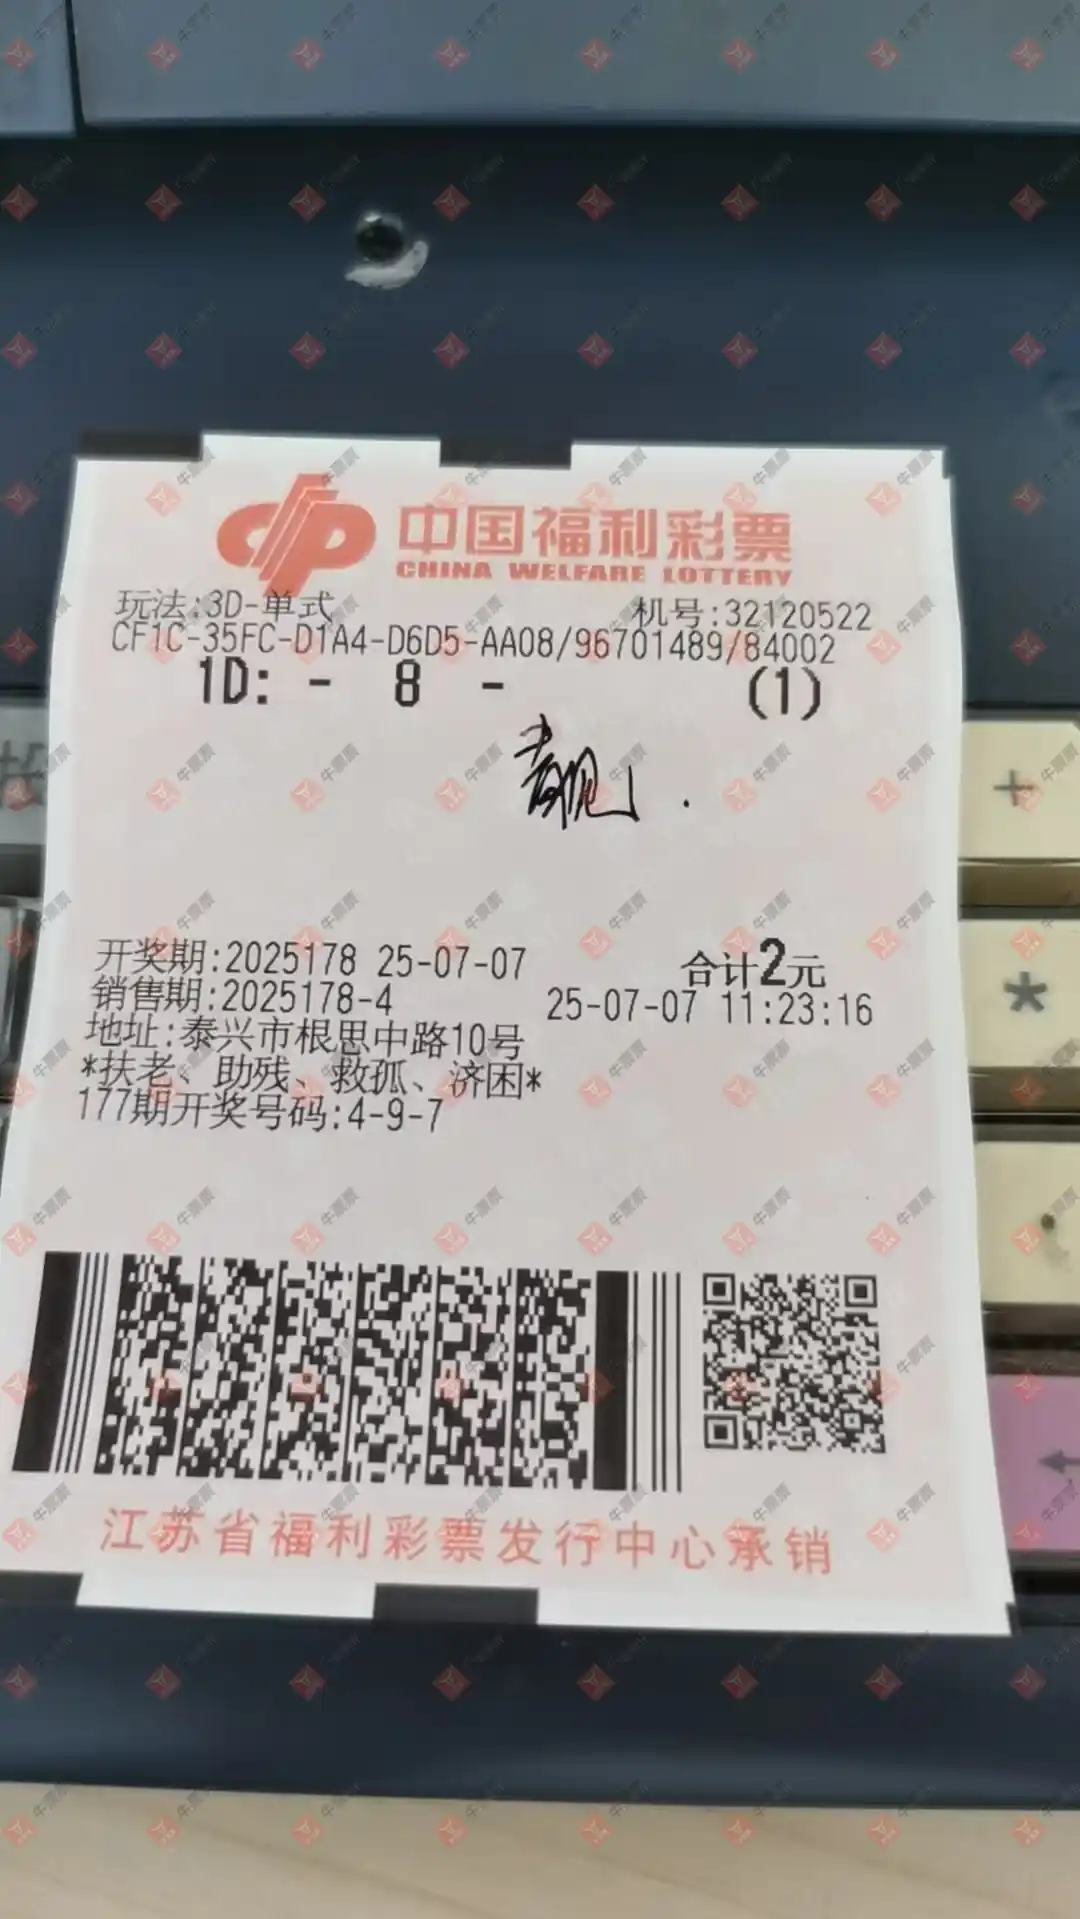 中国福利彩票
CHINA WELFARE LOTTERY
玩法:3D-单式 机号:32120522
CF1C-35FC-D1A4-D6D5-AA08/96701489/84002
1D: - 8 - (1)
开奖期:2025178 25-07-07 合计2元
销售期:2025178-4 25-07-07 11:23:16
地址:泰兴市根思中路10号
*扶老、助残、救孤、济困*
177期开奖号码:4-9-7
江苏省福利彩票发行中心承销
+
*
.
←
牛票票